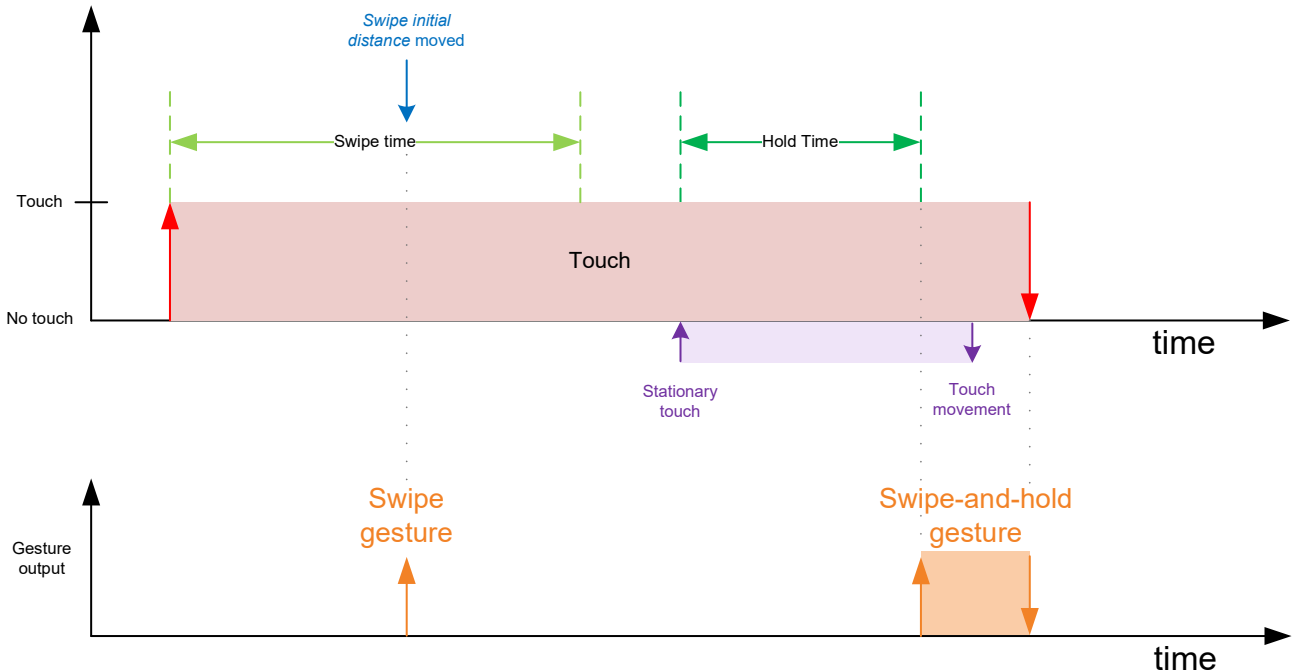 Swipe initial
distance moved
Swipe time
Hold Time
Touch
Touch
No touch
time
Stationary
touch
Touch
movement
Swipe
gesture
Swipe-and-hold
gesture
Gesture
output
time